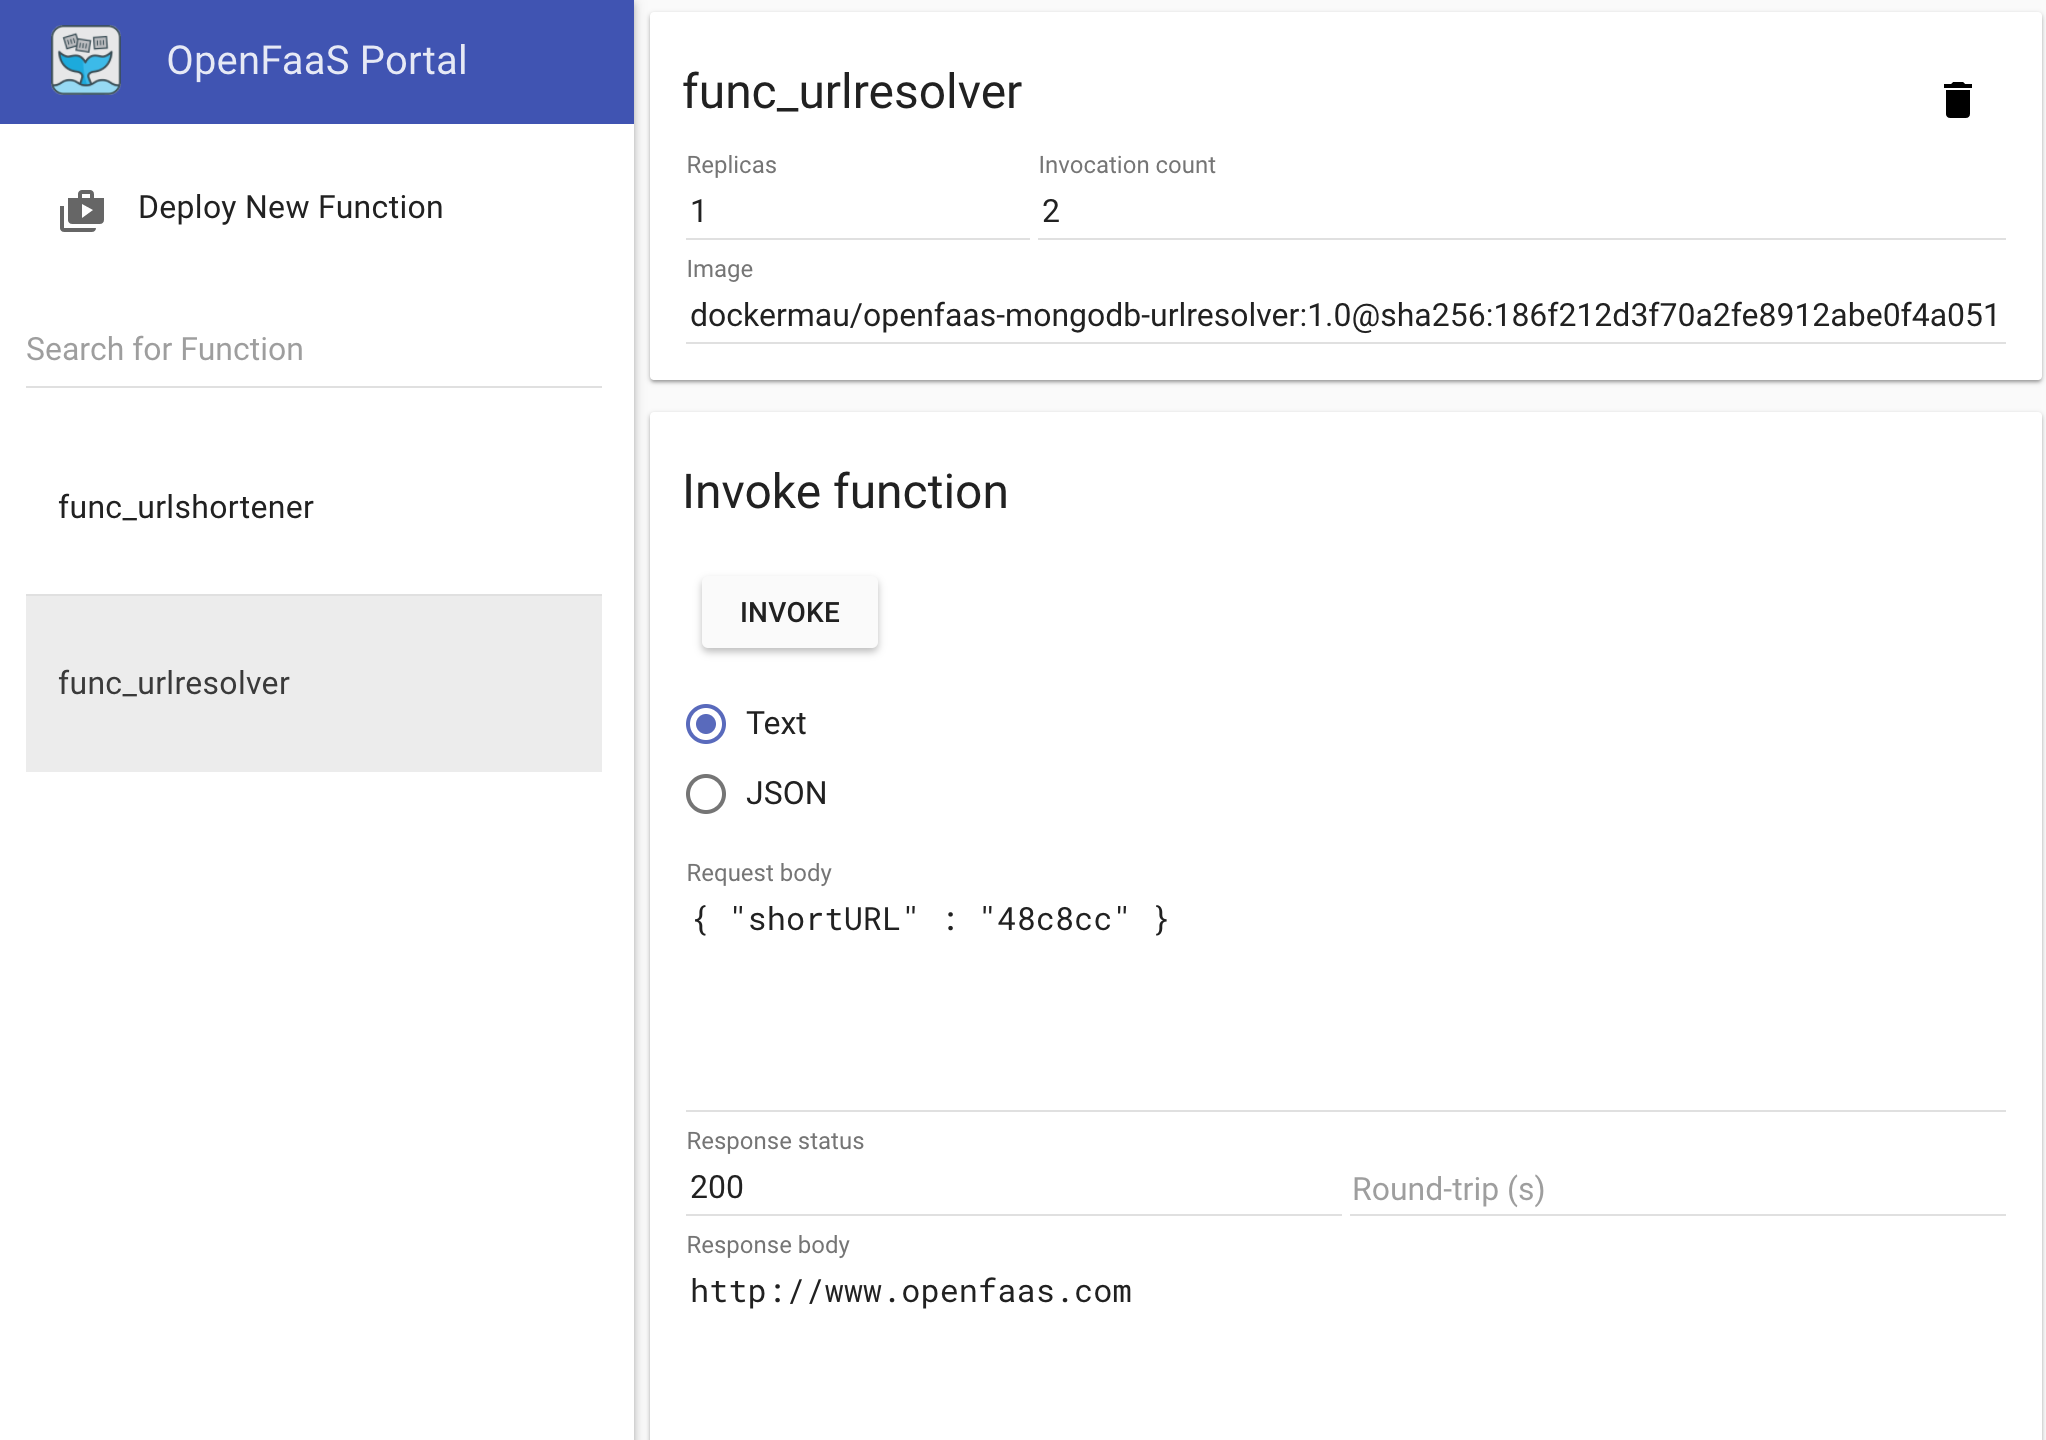 OpenFaaS Portal
Deploy New Function
Search for Function
func_urlshortener
func_urlresolver
func_urlresolver
Replicas
Invocation count
1
2
Image
dockermau/openfaas-mongodb-urlresolver:1.0@sha256:186f212d3f70a2fe8912abe0f4a051
Invoke function
INVOKE
Text
JSON
Request body
{ "shortURL" : "48c8cc" }
Response status
200
Round-trip (s)
Response body
http://www.openfaas.com